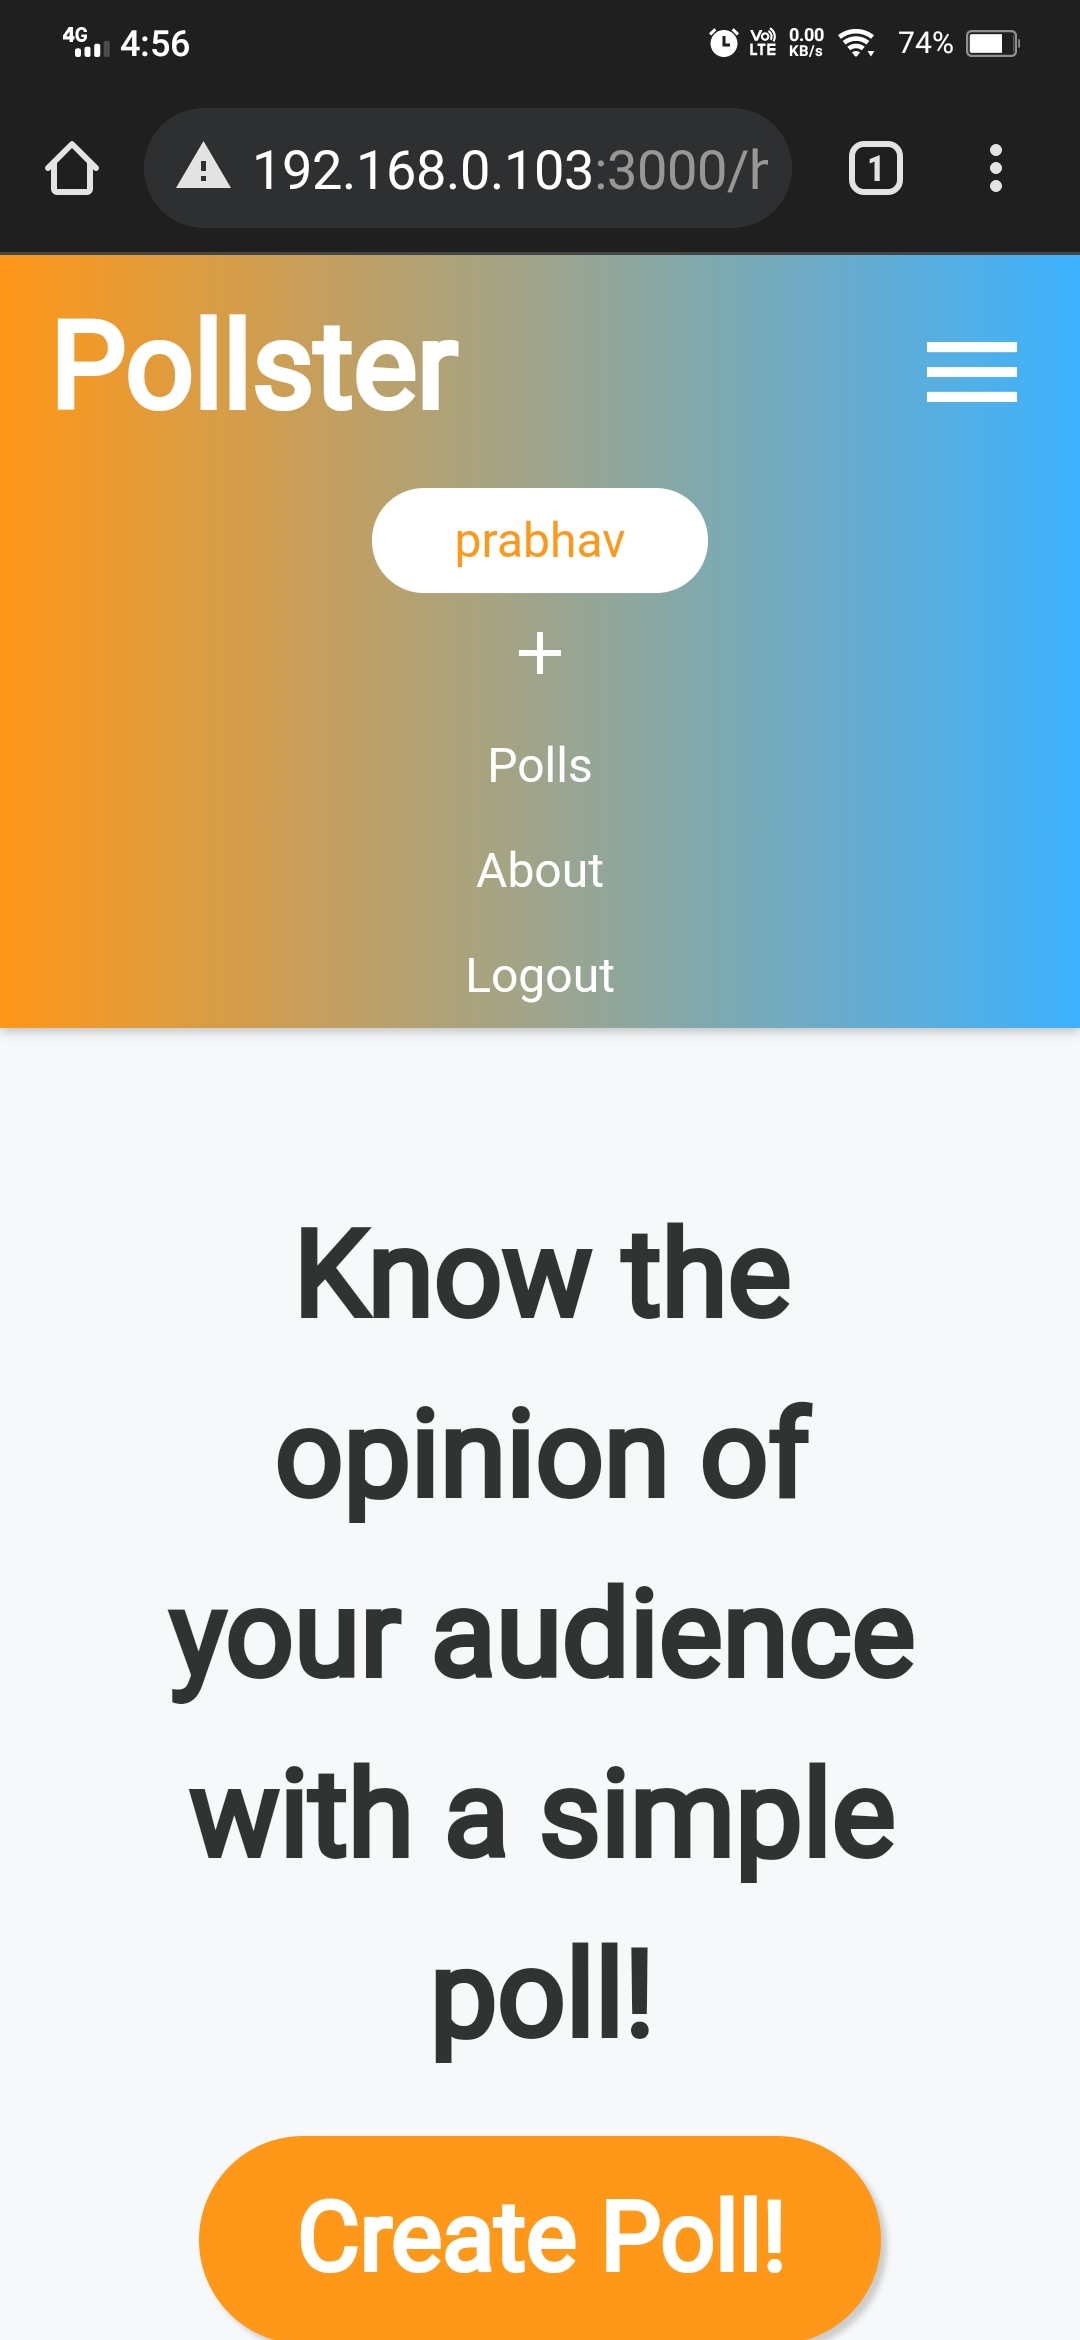 4G 4:56 Vo) LTE 0.00 KB/s 74%
192.168.0.103:3000/h 1
Pollster
prabhav
+
Polls
About
Logout
Know the
opinion of
your audience
with a simple
poll!
Create Poll!